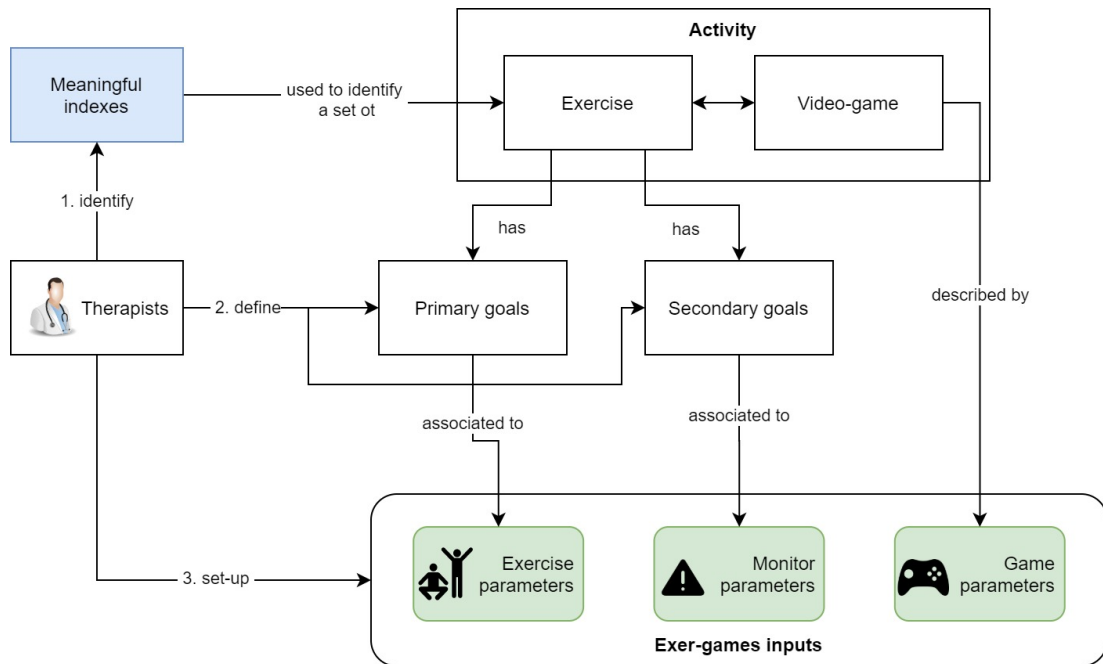 Activity
Meaningful
indexes
used to identify
a set ot
Exercise
Video-game
1. identify
has
has
Therapists
2. define
Primary goals
Secondary goals
described by
associated to
associated to
3. set-up
Exercise
parameters
Monitor
parameters
Game
parameters
Exer-games inputs